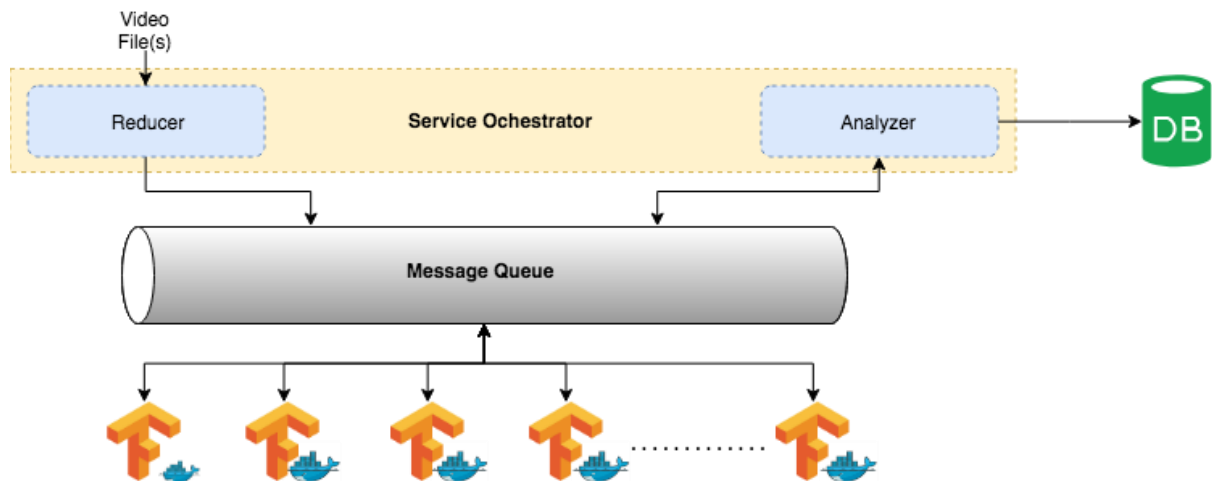 Video
File(s)
Reducer
Service Ochestrator
Analyzer
DB
Message Queue